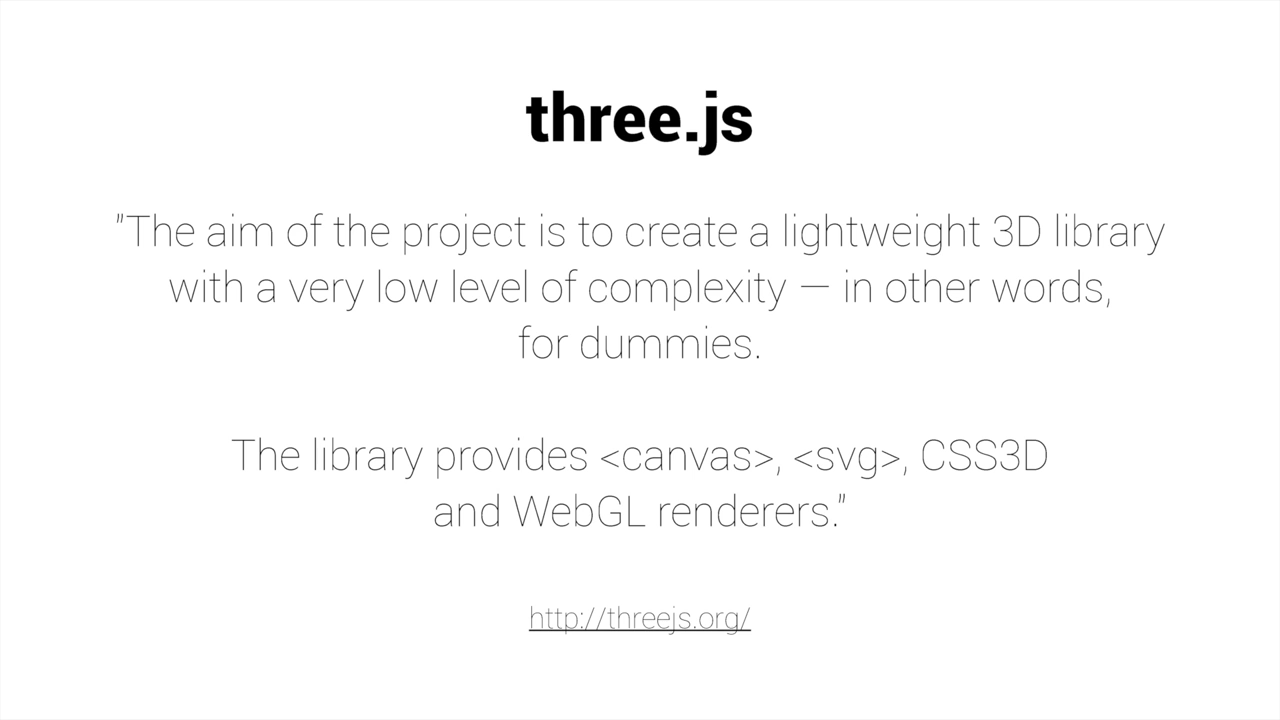 three.js
"The aim of the project is to create a lightweight 3D library
with a very low level of complexity — in other words,
for dummies.
The library provides <canvas>, <svg>, CSS3D
and WebGL renderers."
http://threejs.org/